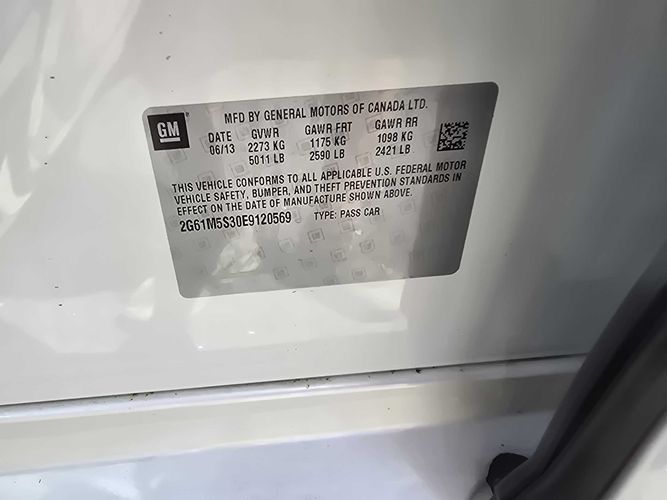 MFD BY GENERAL MOTORS OF CANADA LTD.
GM
DATE GVWR GAWR FRT GAWR RR
06/13 2273 KG 1175 KG 1098 KG
5011 LB 2590 LB 2421 LB
THIS VEHICLE CONFORMS TO ALL APPLICABLE U.S. FEDERAL MOTOR
VEHICLE SAFETY, BUMPER, AND THEFT PREVENTION STANDARDS IN
EFFECT ON THE DATE OF MANUFACTURE SHOWN ABOVE.
2G61M5S30E9120569 TYPE: PASS CAR